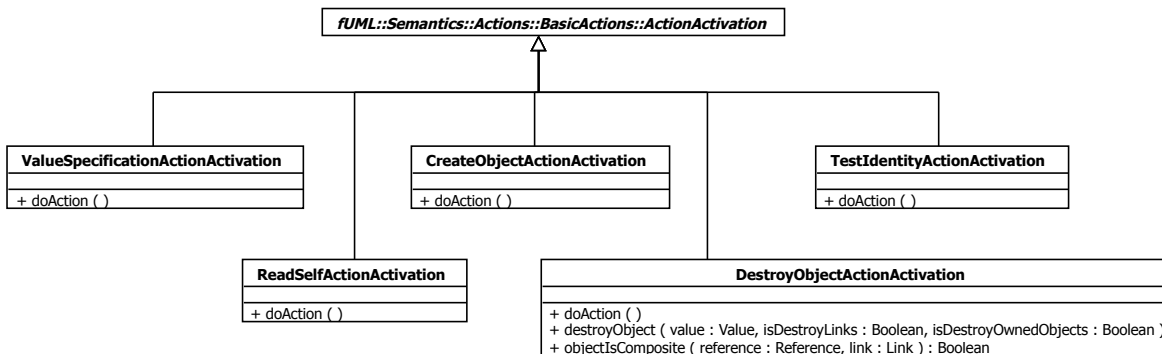 fUML::Semantics::Actions::BasicActions::ActionActivation
ValueSpecificationActionActivation
+ doAction ( )
CreateObjectActionActivation
+ doAction ( )
TestIdentityActionActivation
+ doAction ( )
ReadSelfActionActivation
+ doAction ( )
DestroyObjectActionActivation
+ doAction ( )
+ destroyObject ( value : Value, isDestroyLinks : Boolean, isDestroyOwnedObjects : Boolean )
+ objectIsComposite ( reference : Reference, link : Link ) : Boolean